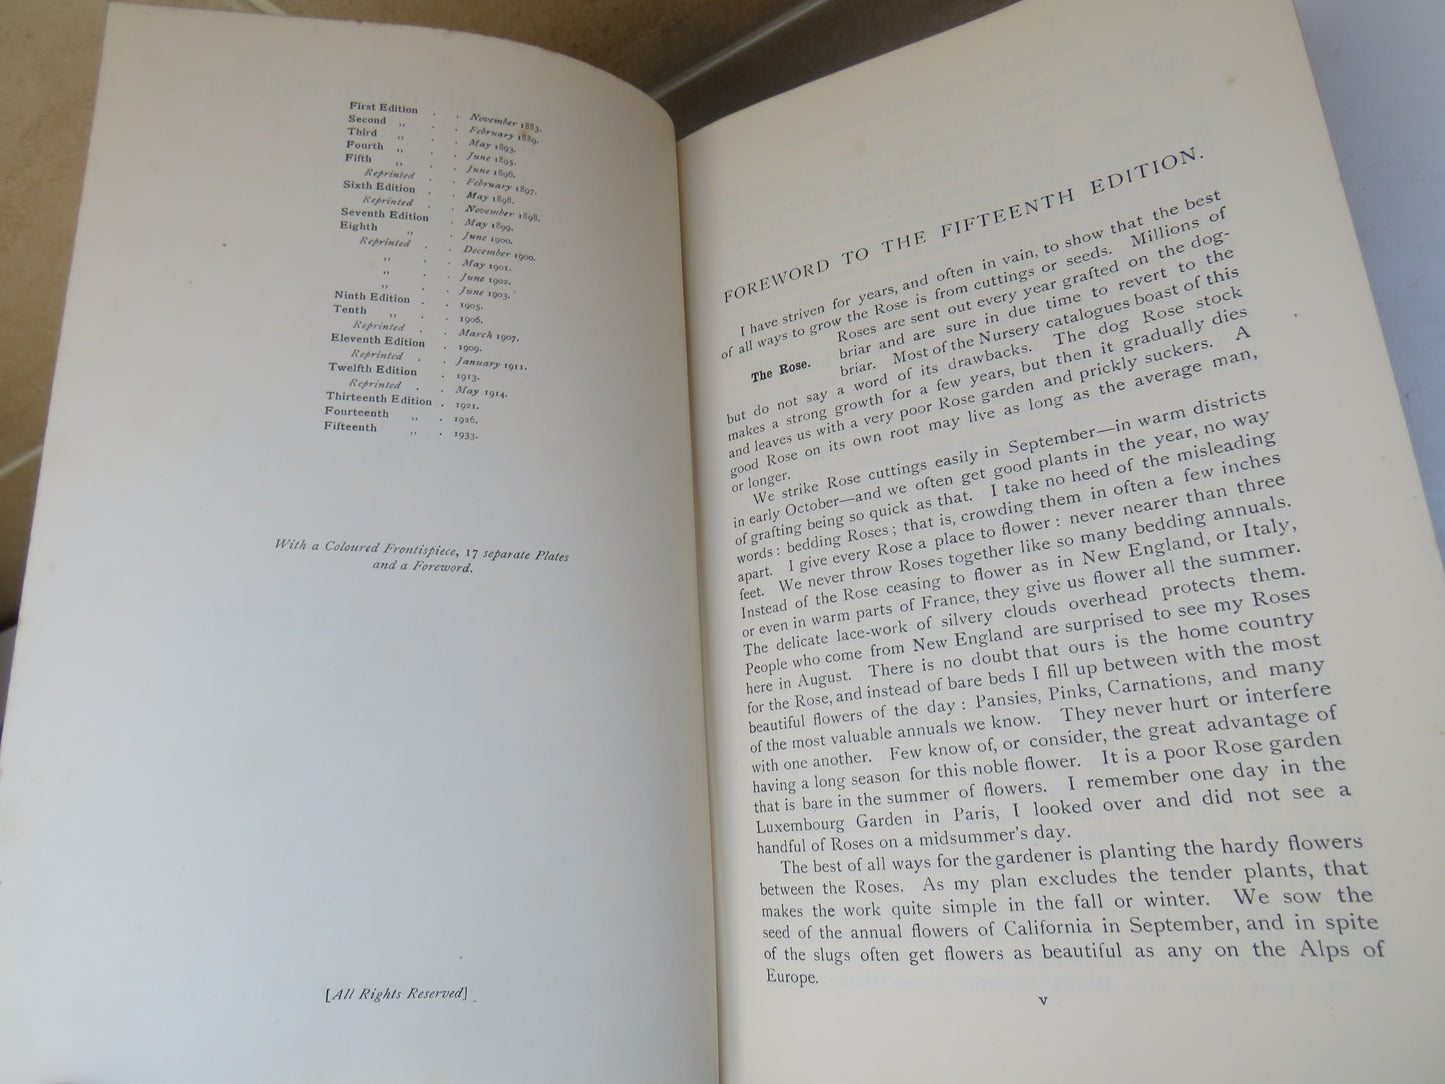 First Edition . . November 1883.
Second ,, . . February 1889.
Third ,, . . May 1893.
Fourth ,, . . June 1895.
Fifth ,, . . June 1896.
Reprinted . . February 1897.
Sixth Edition . . May 1898.
Reprinted . . November 1898.
Seventh Edition . May 1899.
Eighth ,, . June 1900.
Reprinted . . December 1900.
,, . . May 1901.
,, . . June 1902.
,, . . June 1903.
Ninth Edition . . 1905.
Tenth ,, . . 1906.
Reprinted . . March 1907.
Eleventh Edition . 1909.
Reprinted . . January 1911.
Twelfth Edition . 1913.
Reprinted . . May 1914.
Thirteenth Edition . 1921.
Fourteenth ,, . 1926.
Fifteenth ,, . 1933.
With a Coloured Frontispiece, 17 separate Plates
and a Foreword.
[All Rights Reserved]
FOREWORD TO THE FIFTEENTH EDITION.
I have striven for years, and often in vain, to show that the best
of all ways to grow the Rose is from cuttings or seeds. Millions of
Roses are sent out every year grafted on the dog-
The Rose. briar and are sure in due time to revert to the
briar. Most of the Nursery catalogues boast of this
but do not say a word of its drawbacks. The dog Rose stock
makes a strong growth for a few years, but then it gradually dies
and leaves us with a very poor Rose garden and prickly suckers. A
good Rose on its own root may live as long as the average man,
or longer.
We strike Rose cuttings easily in September—in warm districts
in early October—and we often get good plants in the year, no way
of grafting being so quick as that. I take no heed of the misleading
words: bedding Roses; that is, crowding them in often a few inches
apart. I give every Rose a place to flower: never nearer than three
feet. We never throw Roses together like so many bedding annuals.
Instead of the Rose ceasing to flower as in New England, or Italy,
or even in warm parts of France, they give us flower all the summer.
The delicate lace-work of silvery clouds overhead protects them.
People who come from New England are surprised to see my Roses
here in August. There is no doubt that ours is the home country
for the Rose, and instead of bare beds I fill up between with the most
beautiful flowers of the day: Pansies, Pinks, Carnations, and many
of the most valuable annuals we know. They never hurt or interfere
with one another. Few know of, or consider, the great advantage of
having a long season for this noble flower. It is a poor Rose garden
that is bare in the summer of flowers. I remember one day in the
Luxembourg Garden in Paris, I looked over and did not see a
handful of Roses on a midsummer's day.
The best of all ways for the gardener is planting the hardy flowers
between the Roses. As my plan excludes the tender plants, that
makes the work quite simple in the fall or winter. We sow the
seed of the annual flowers of California in September, and in spite
of the slugs often get flowers as beautiful as any on the Alps of
Europe.
v